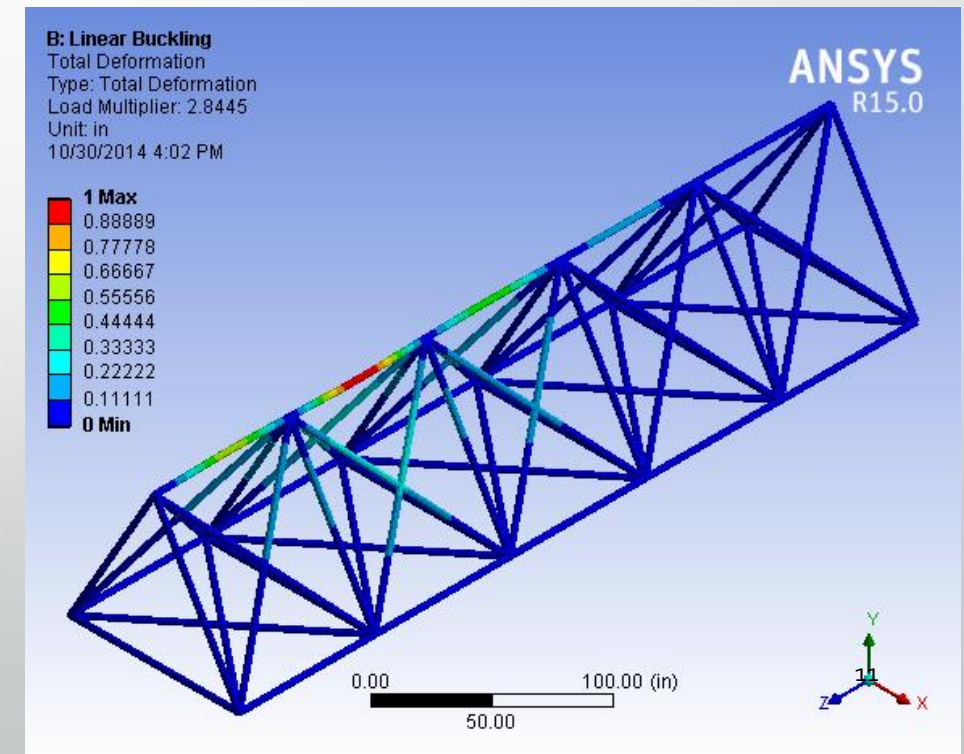 B: Linear Buckling
Total Deformation
Type: Total Deformation
Load Multiplier: 2.8445
Unit: in
10/30/2014 4:02 PM
ANSYS
R15.0
1 Max
0.88889
0.77778
0.66667
0.55556
0.44444
0.33333
0.22222
0.11111
0 Min
0.00
100.00 (in)
50.00
Y
11
Z
X